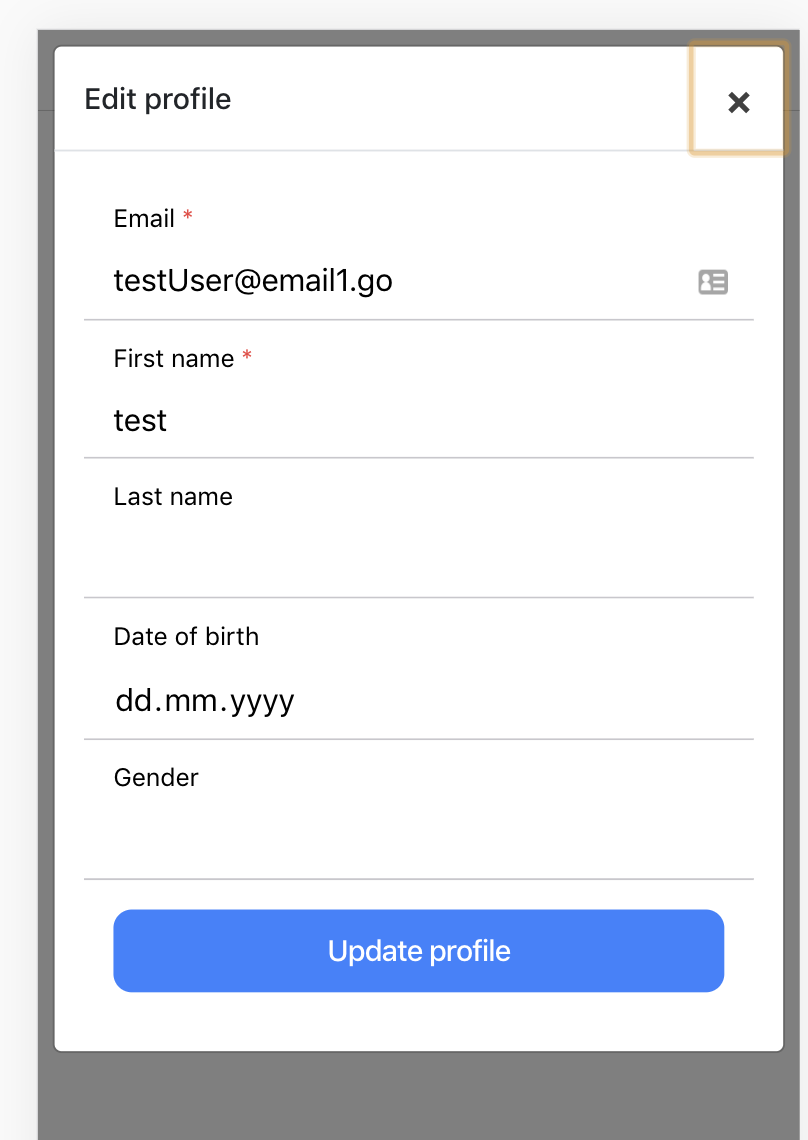 Edit profile ×
Email *
testUser@email1.go
First name *
test
Last name
Date of birth
dd.mm.yyyy
Gender
Update profile